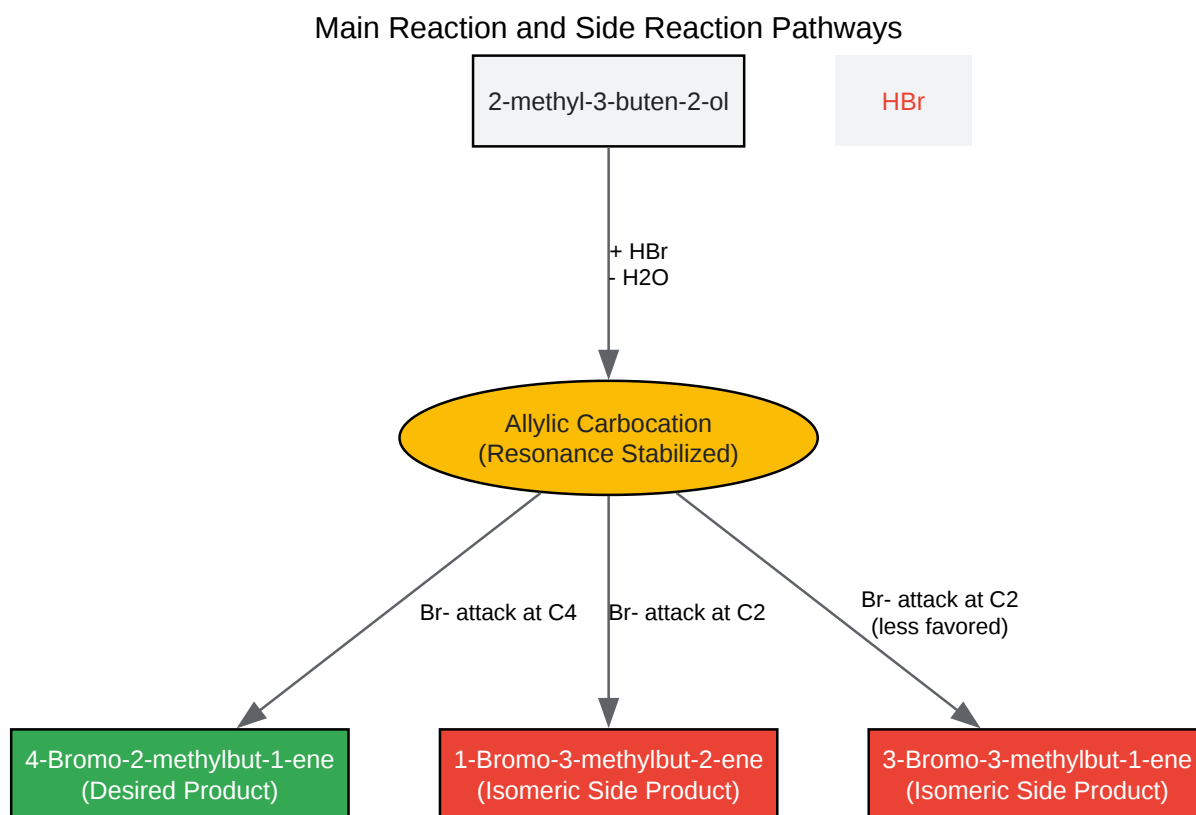 Main Reaction and Side Reaction Pathways
2-methyl-3-buten-2-ol
HBr
+ HBr
- H2O
Allylic Carbocation
(Resonance Stabilized)
Br- attack at C4
Br- attack at C2
Br- attack at C2
(less favored)
4-Bromo-2-methylbut-1-ene
(Desired Product)
1-Bromo-3-methylbut-2-ene
(Isomeric Side Product)
3-Bromo-3-methylbut-1-ene
(Isomeric Side Product)